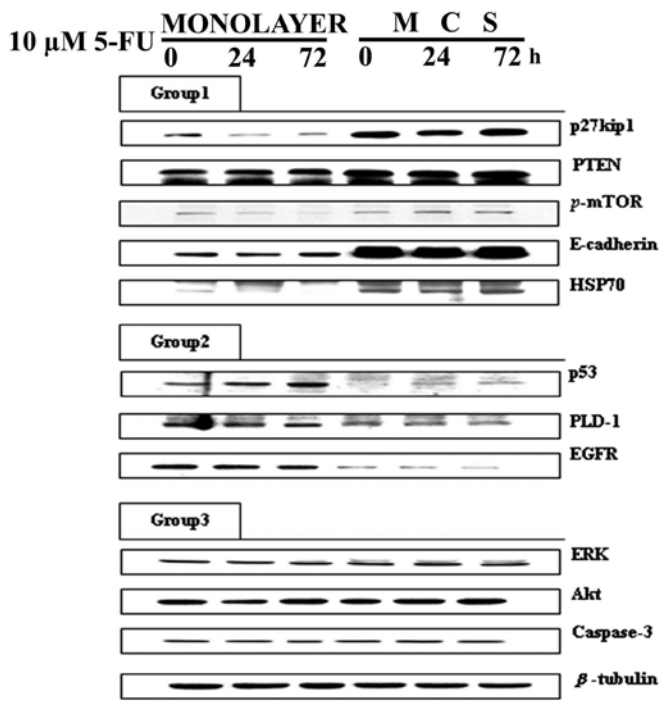 MONOLAYER M C S
10 μM 5-FU 0 24 72 0 24 72 h
Group1
p27kip1
PTEN
p-mTOR
E-cadherin
HSP70
Group2
p53
PLD-1
EGFR
Group3
ERK
Akt
Caspase-3
β-tubulin